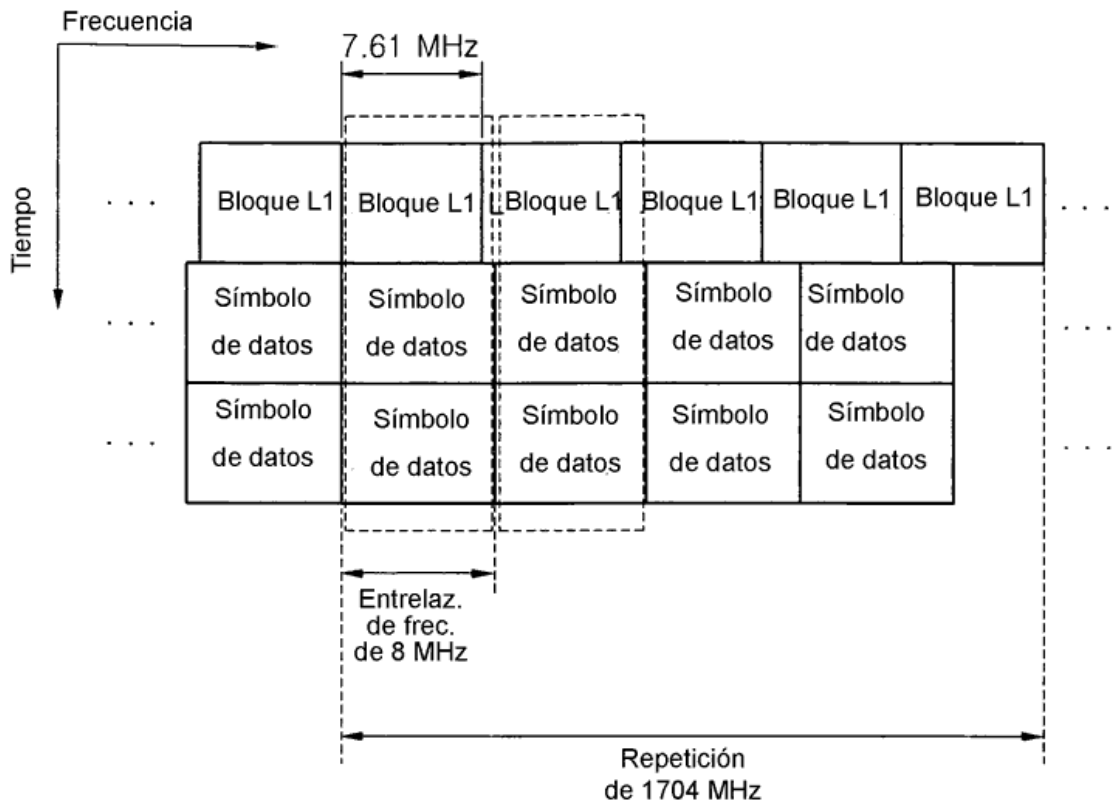 Frecuencia
7.61 MHz
Tiempo
. . . Bloque L1 Bloque L1 Bloque L1 Bloque L1 Bloque L1 Bloque L1 . . .
. . . Símbolo Símbolo Símbolo Símbolo Símbolo . . .
de datos de datos de datos de datos de datos
. . . Símbolo Símbolo Símbolo Símbolo Símbolo . . .
de datos de datos de datos de datos de datos
Entrelaz.
de frec.
de 8 MHz
Repetición
de 1704 MHz